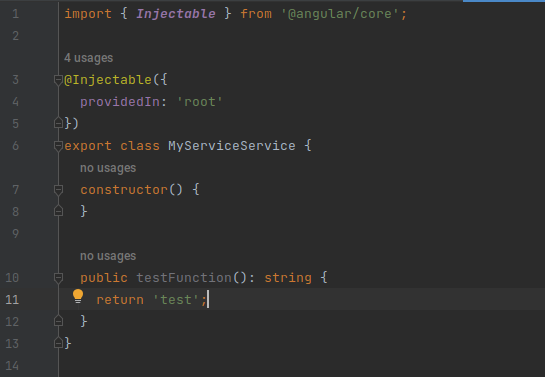 1 import { Injectable } from '@angular/core';
2
4 usages
3 @Injectable({
4 providedIn: 'root'
5 })
6 export class MyServiceService {
no usages
7 constructor() {
8 }
9
no usages
10 public testFunction(): string {
11 return 'test';
12 }
13 }
14